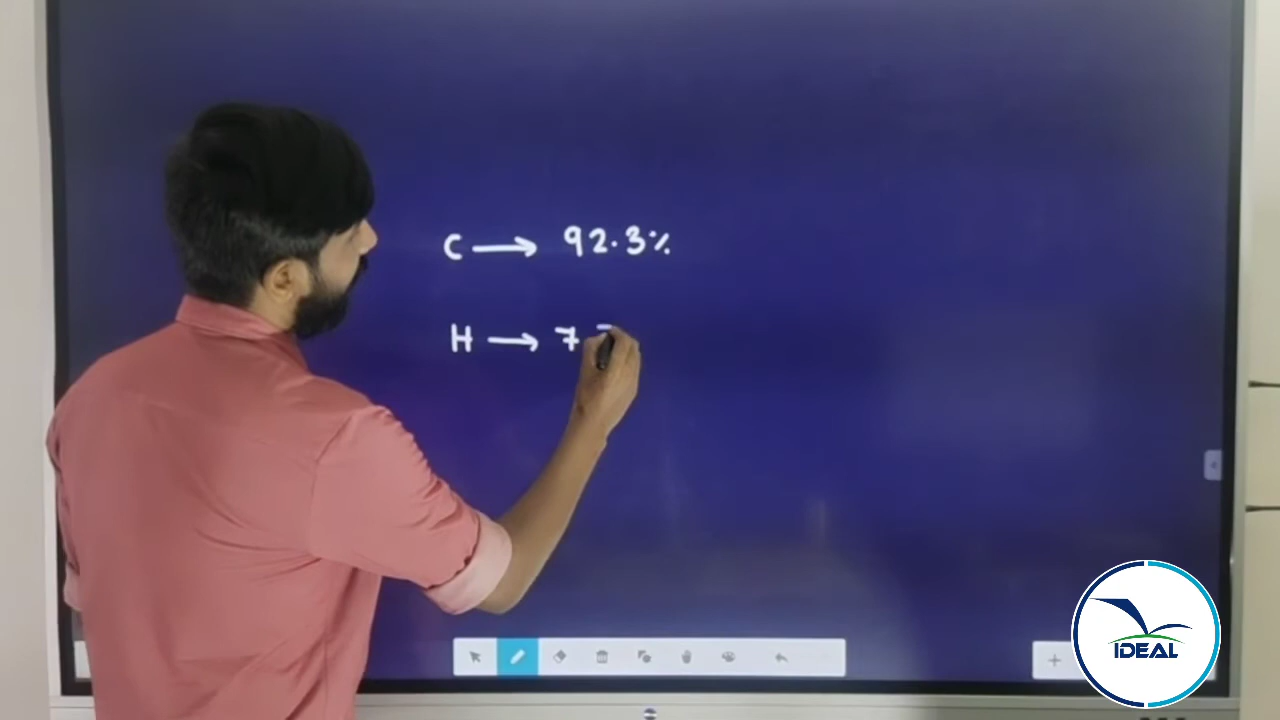 C → 92.3%
H → 7
IDEAL